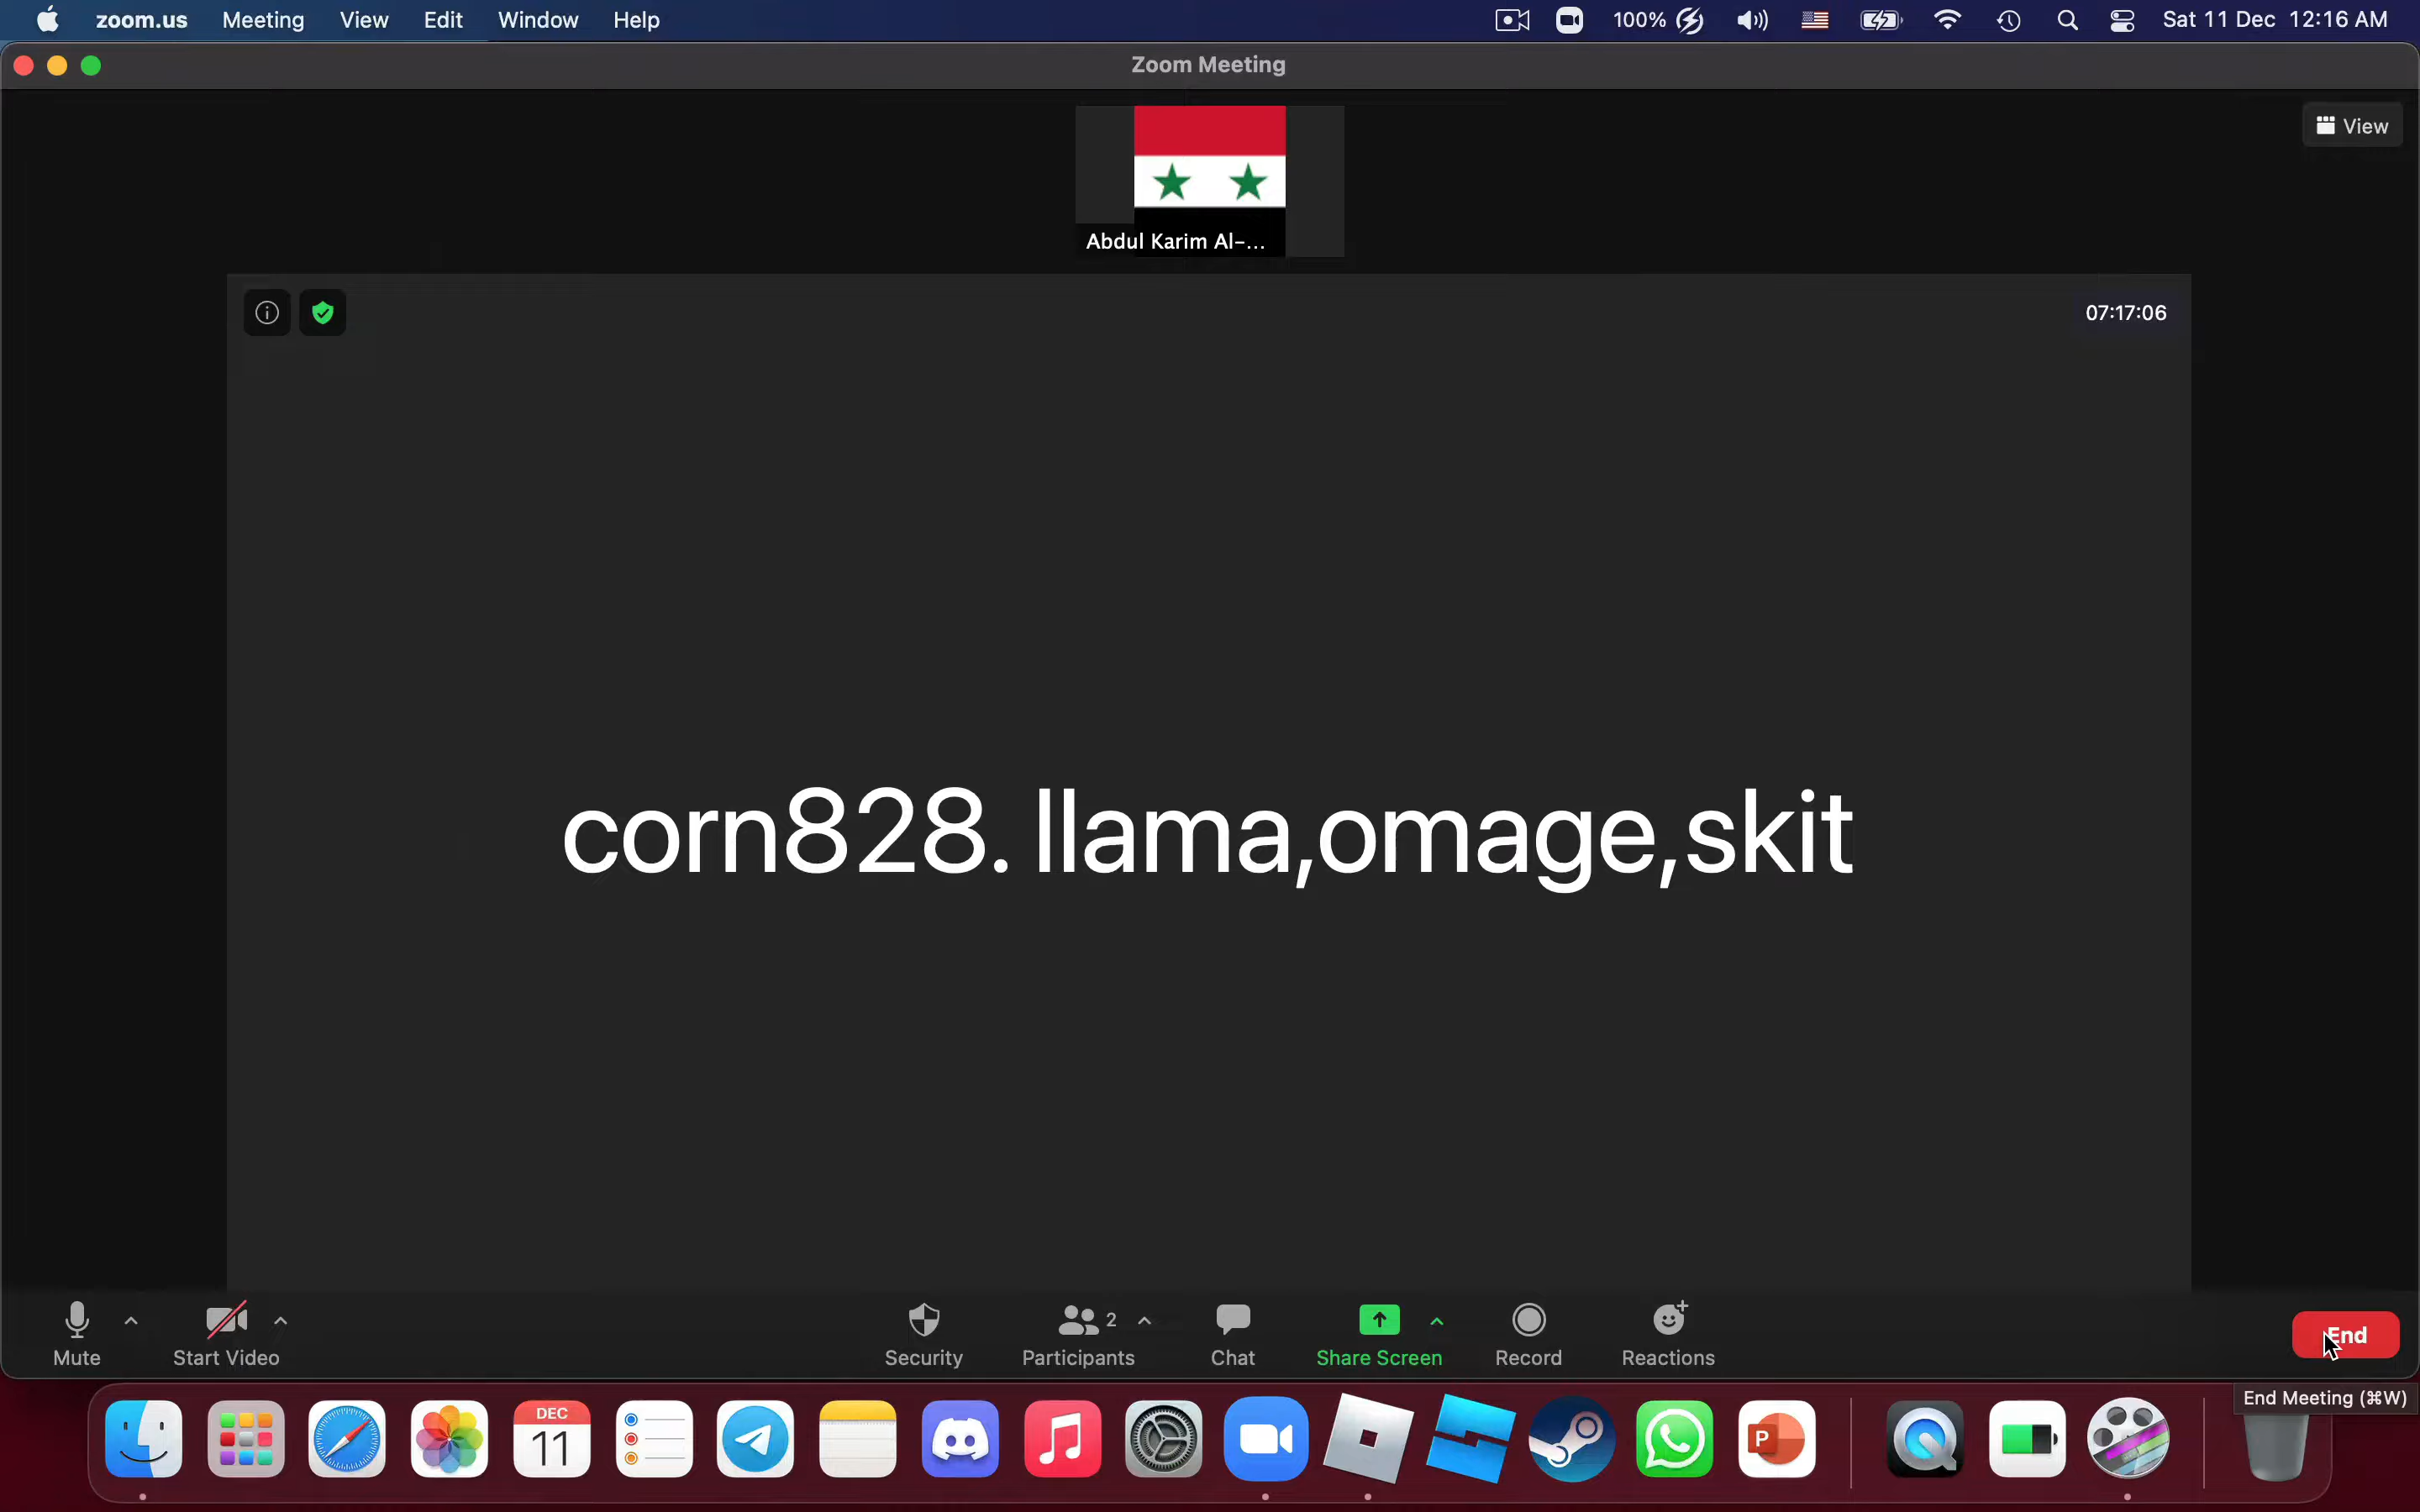 zoom.us Meeting View Edit Window Help 100% Sat 11 Dec 12:16 AM
Zoom Meeting
View
Abdul Karim Al-...
07:17:06
corn828. llama,omage,skit
Mute Start Video Security Participants 2 Chat Share Screen Record Reactions End
End Meeting (⌘W)
DEC
11
P